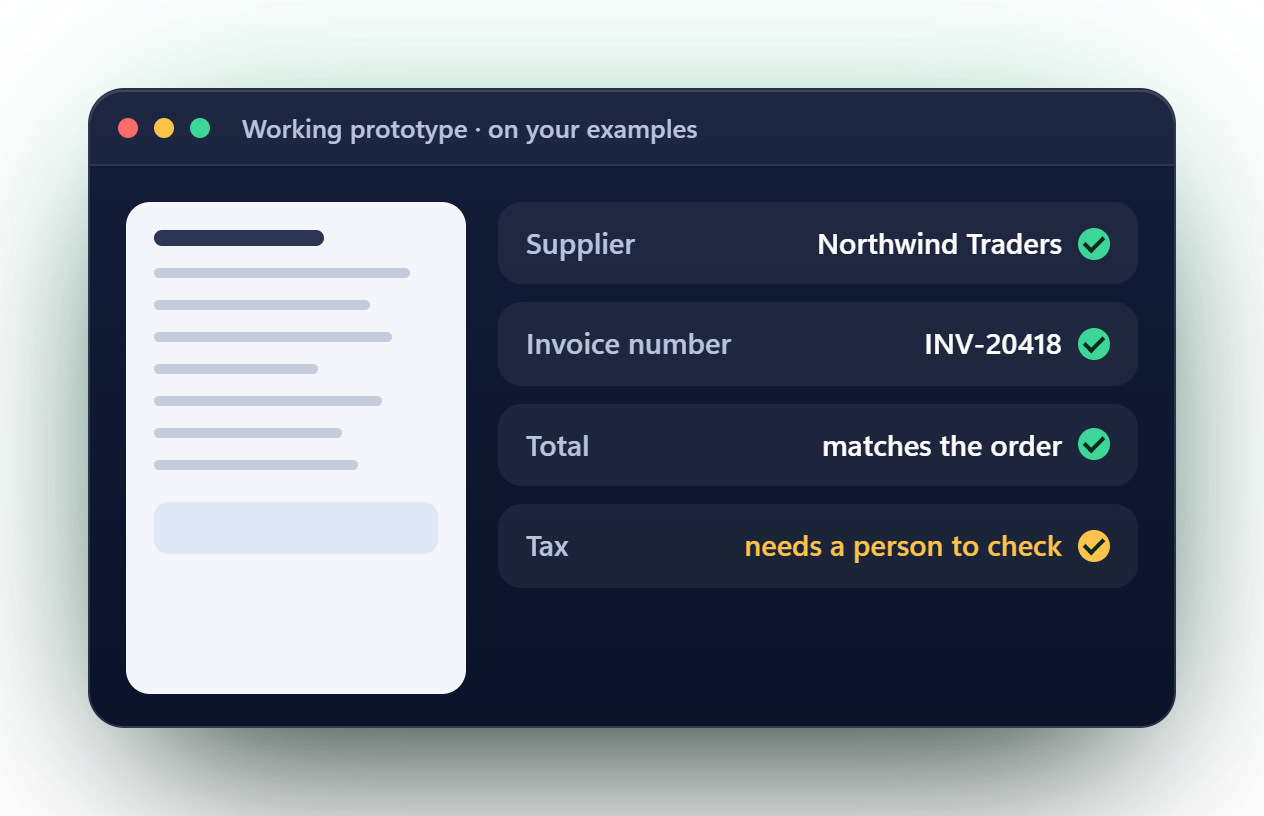 Working prototype · on your examples
Supplier Northwind Traders
Invoice number INV-20418
Total matches the order
Tax needs a person to check